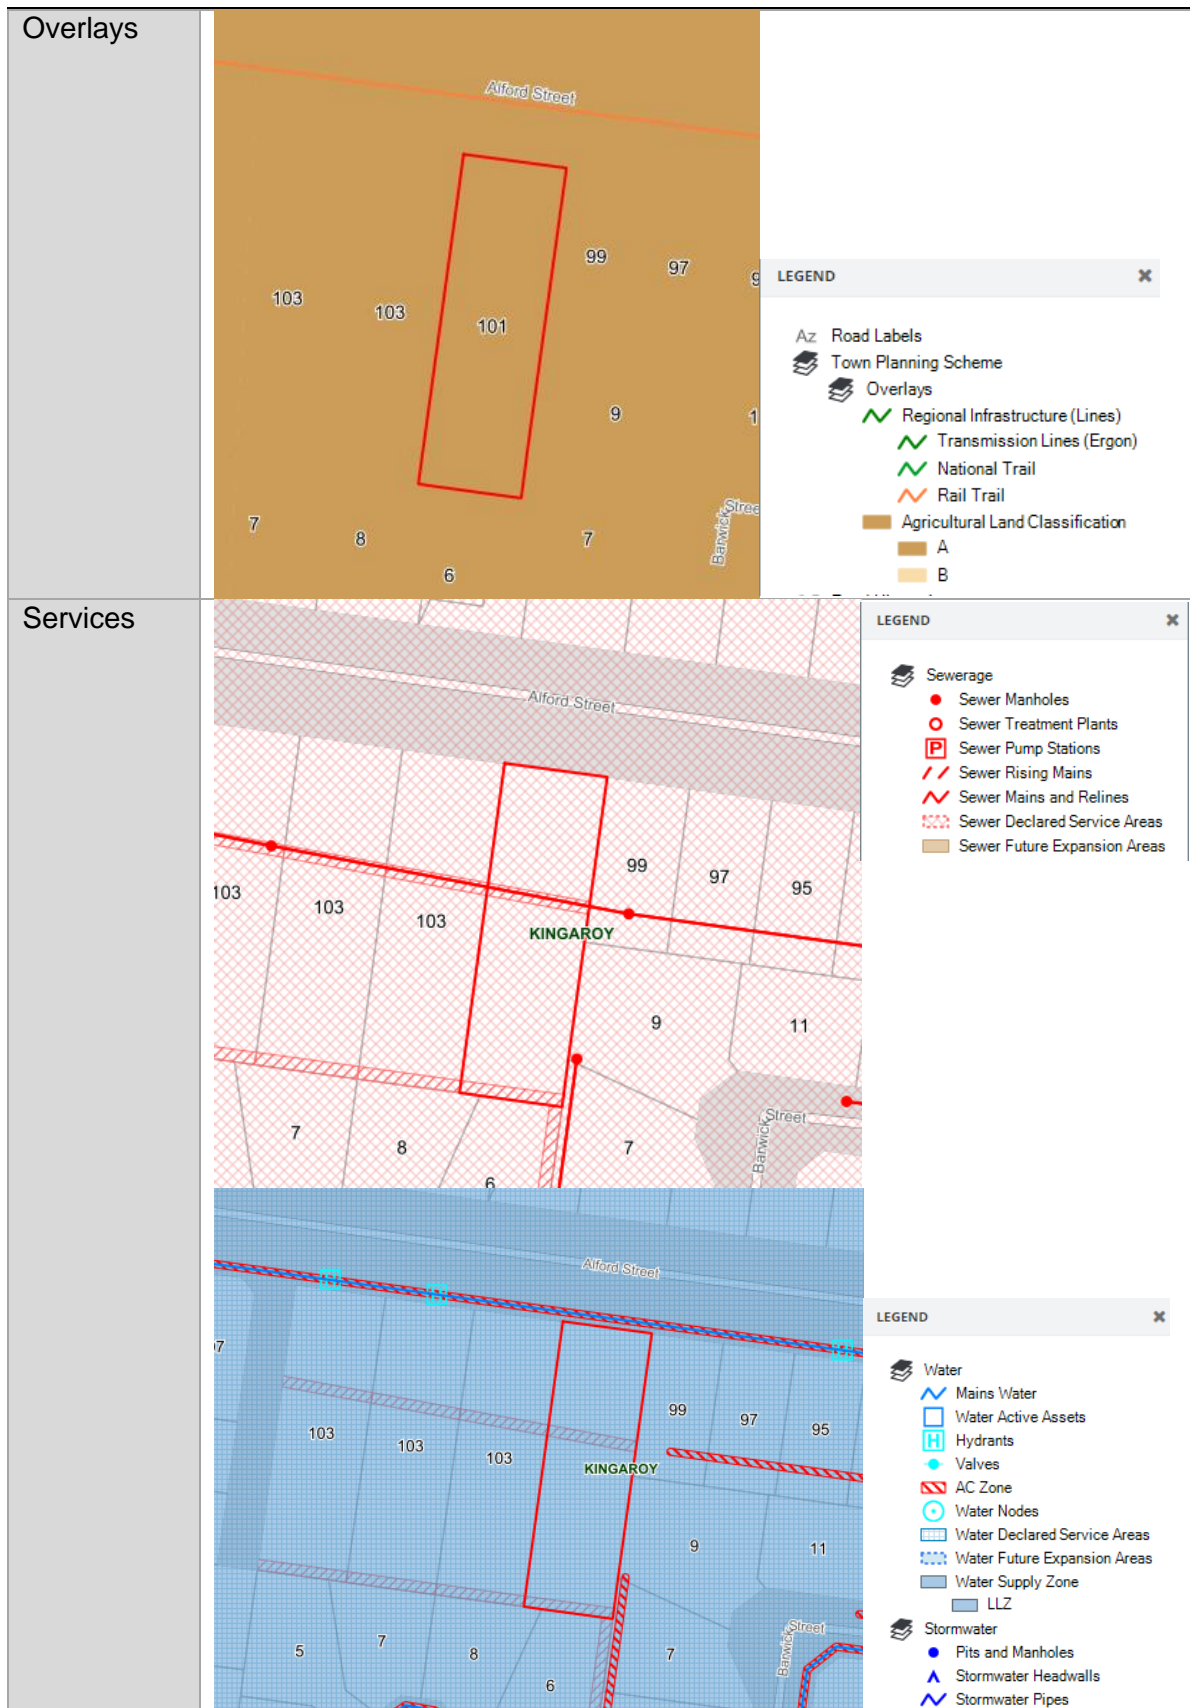 Overlays
Alford Street
99
97
9
103
103
101
9
1
Street
Barwick
7
8
7
6
LEGEND
Az Road Labels
Town Planning Scheme
Overlays
Regional Infrastructure (Lines)
Transmission Lines (Ergon)
National Trail
Rail Trail
Agricultural Land Classification
A
B
Services
Alford Street
99
97
95
103
103
103
KINGAROY
9
11
Street
Barwick
7
8
7
6
LEGEND
Sewerage
Sewer Manholes
Sewer Treatment Plants
P Sewer Pump Stations
Sewer Rising Mains
Sewer Mains and Relines
Sewer Declared Service Areas
Sewer Future Expansion Areas
Alford Street
H
H
H
7
99
97
95
103
103
103
KINGAROY
9
11
Street
Barwick
5
7
8
7
6
LEGEND
Water
Mains Water
Water Active Assets
H Hydrants
Valves
AC Zone
Water Nodes
Water Declared Service Areas
Water Future Expansion Areas
Water Supply Zone
LLZ
Stormwater
Pits and Manholes
Stormwater Headwalls
Stormwater Pipes